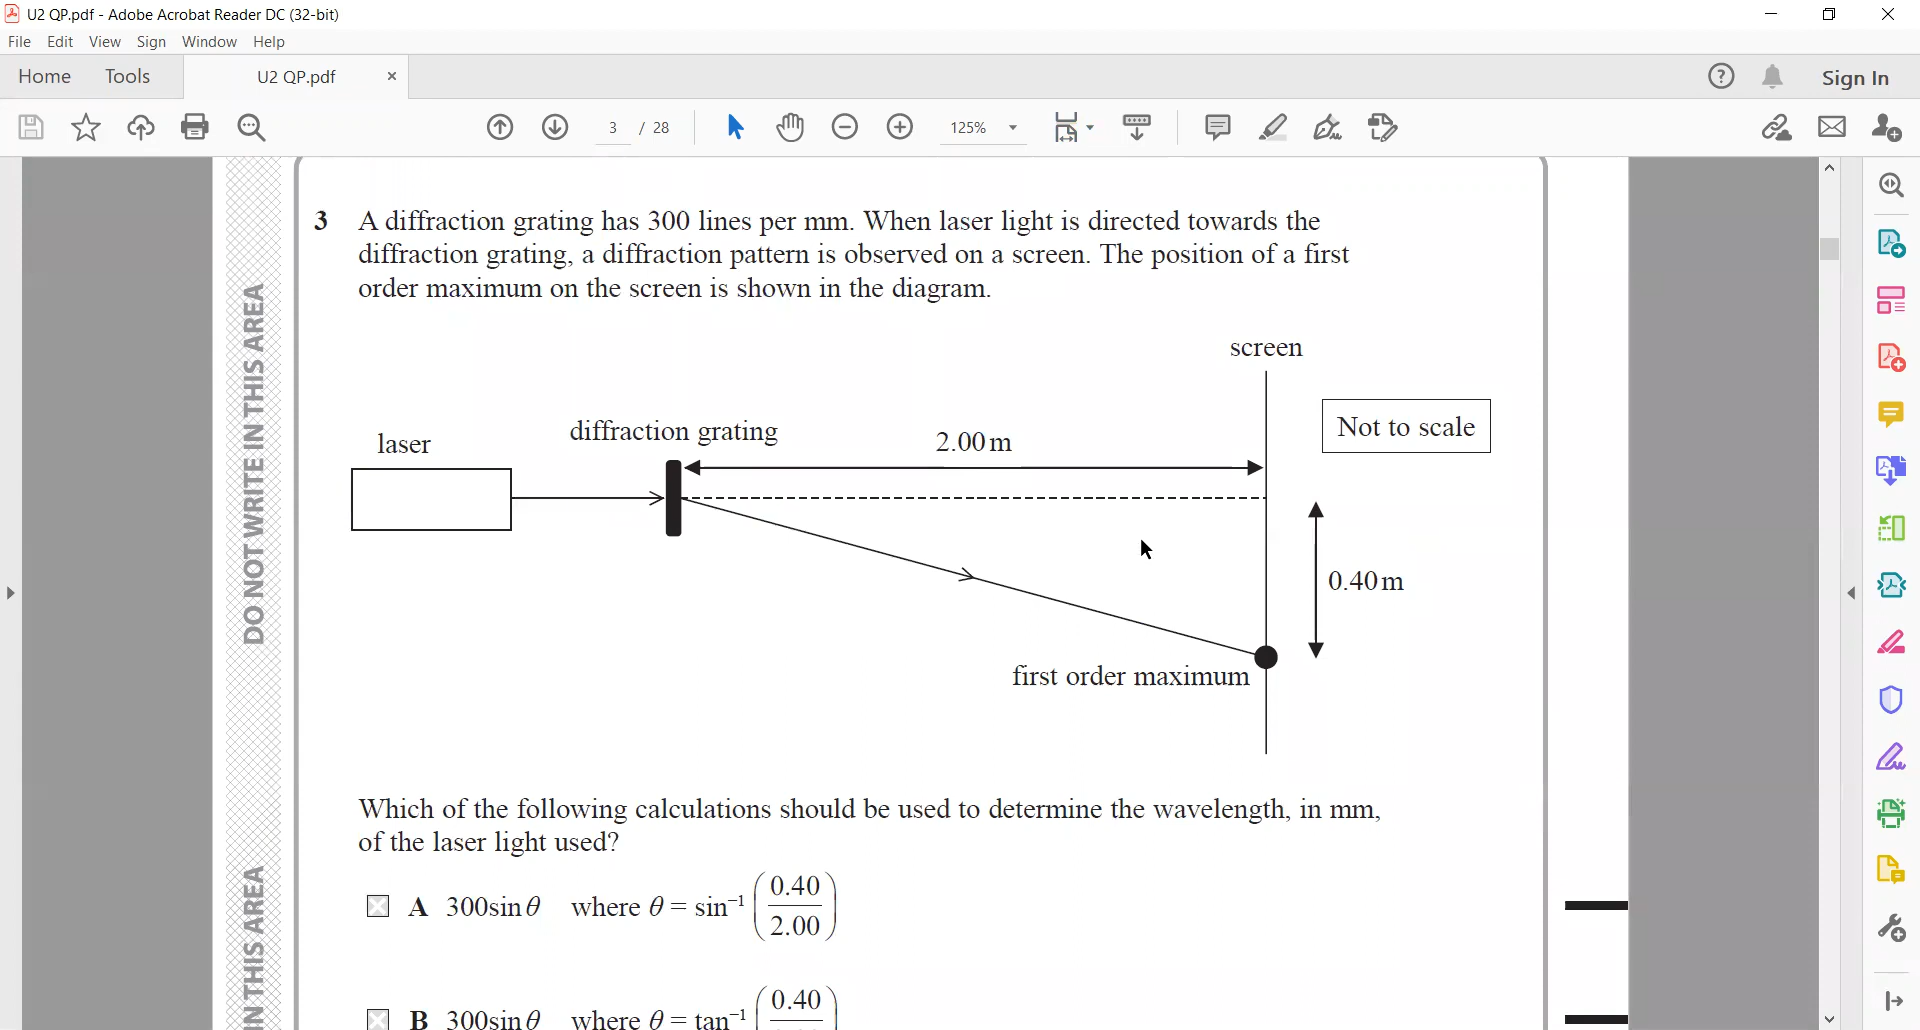 U2 QP.pdf - Adobe Acrobat Reader DC (32-bit)
File Edit View Sign Window Help
Home Tools U2 QP.pdf × Sign In
3 / 28 125%
DO NOT WRITE IN THIS AREA
3 A diffraction grating has 300 lines per mm. When laser light is directed towards the
diffraction grating, a diffraction pattern is observed on a screen. The position of a first
order maximum on the screen is shown in the diagram.
screen
Not to scale
diffraction grating
2.00 m
laser
0.40 m
first order maximum
Which of the following calculations should be used to determine the wavelength, in mm,
of the laser light used?
A 300sinθ where θ = sin⁻¹ (0.40/2.00)
IN THIS AREA
B 300sinθ where θ = tan⁻¹ (0.40